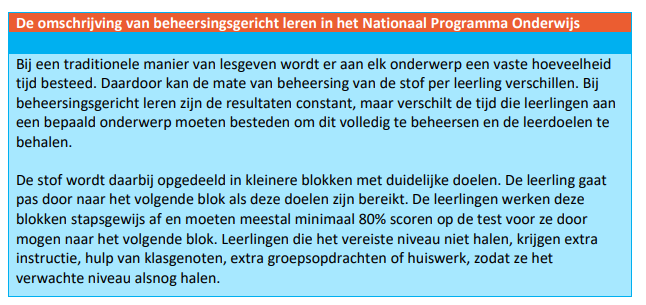 De omschrijving van beheersingsgericht leren in het Nationaal Programma Onderwijs
Bij een traditionele manier van lesgeven wordt er aan elk onderwerp een vaste hoeveelheid
tijd besteed. Daardoor kan de mate van beheersing van de stof per leerling verschillen. Bij
beheersingsgericht leren zijn de resultaten constant, maar verschilt de tijd die leerlingen aan
een bepaald onderwerp moeten besteden om dit volledig te beheersen en de leerdoelen te
behalen.
De stof wordt daarbij opgedeeld in kleinere blokken met duidelijke doelen. De leerling gaat
pas door naar het volgende blok als deze doelen zijn bereikt. De leerlingen werken deze
blokken stapsgewijs af en moeten meestal minimaal 80% scoren op de test voor ze door
mogen naar het volgende blok. Leerlingen die het vereiste niveau niet halen, krijgen extra
instructie, hulp van klasgenoten, extra groepsopdrachten of huiswerk, zodat ze het
verwachte niveau alsnog halen.